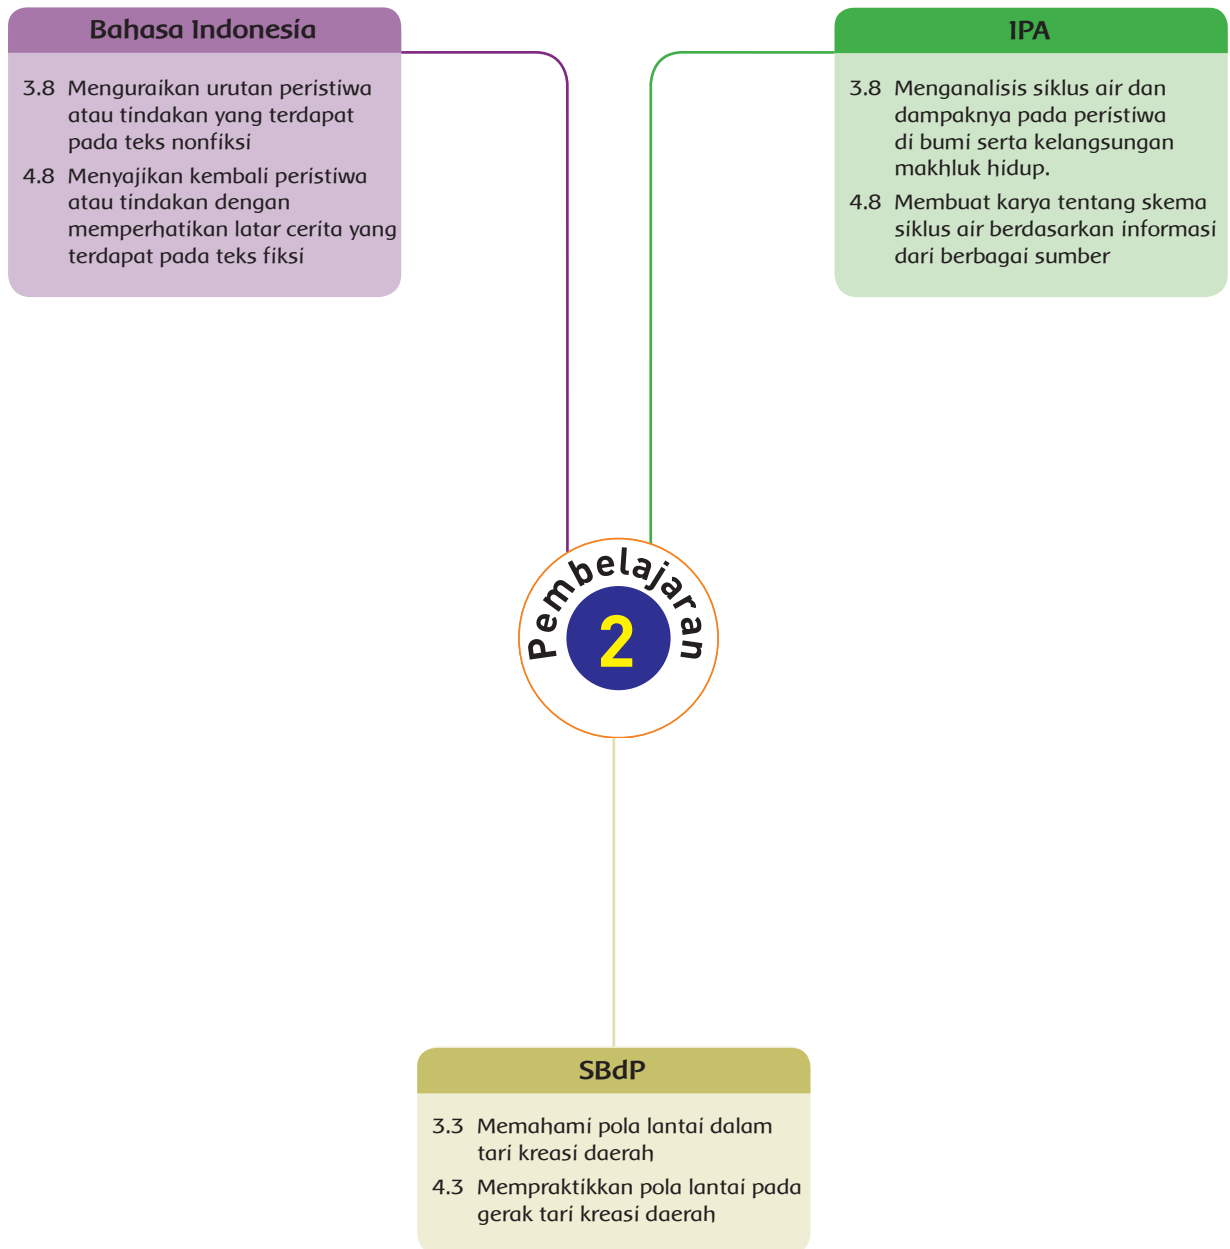 Bahasa Indonesia
3.8 Menguraikan urutan peristiwa
atau tindakan yang terdapat
pada teks nonfiksi
4.8 Menyajikan kembali peristiwa
atau tindakan dengan
memperhatikan latar cerita yang
terdapat pada teks fiksi
IPA
3.8 Menganalisis siklus air dan
dampaknya pada peristiwa
di bumi serta kelangsungan
makhluk hidup.
4.8 Membuat karya tentang skema
siklus air berdasarkan informasi
dari berbagai sumber
Pembelajaran
2
SBdP
3.3 Memahami pola lantai dalam
tari kreasi daerah
4.3 Mempraktikkan pola lantai pada
gerak tari kreasi daerah